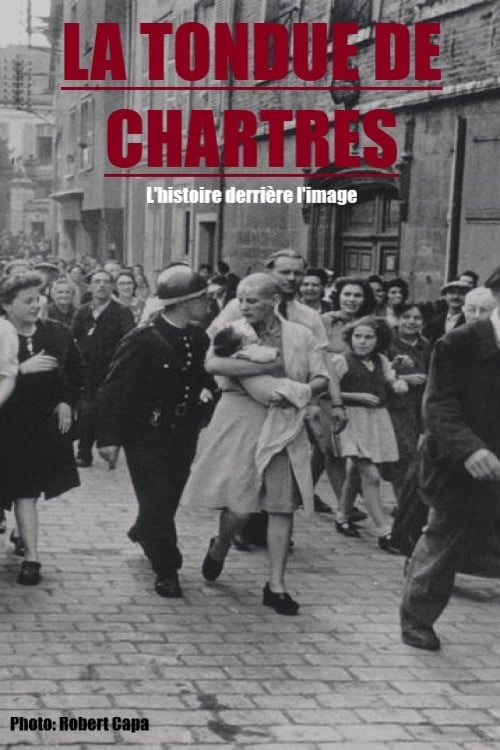 LA TONDUE DE
CHARTRES
L'histoire derrière l'image
Photo: Robert Capa